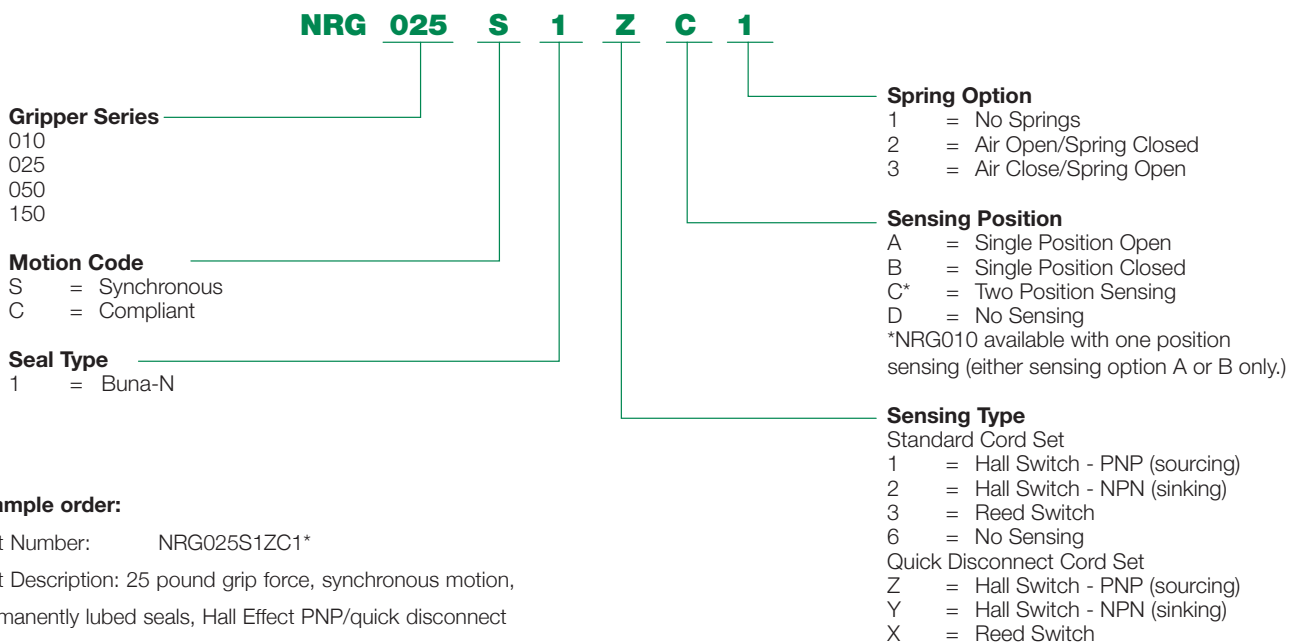 NRG 025 S 1 Z C 1
Gripper Series
010
025
050
150
Motion Code
S = Synchronous
C = Compliant
Seal Type
1 = Buna-N
Spring Option
1 = No Springs
2 = Air Open/Spring Closed
3 = Air Close/Spring Open
Sensing Position
A = Single Position Open
B = Single Position Closed
C* = Two Position Sensing
D = No Sensing
*NRG010 available with one position
sensing (either sensing option A or B only.)
Sensing Type
Standard Cord Set
1 = Hall Switch - PNP (sourcing)
2 = Hall Switch - NPN (sinking)
3 = Reed Switch
6 = No Sensing
Quick Disconnect Cord Set
Z = Hall Switch - PNP (sourcing)
Y = Hall Switch - NPN (sinking)
X = Reed Switch
ample order:
t Number: NRG025S1ZC1*
t Description: 25 pound grip force, synchronous motion,
manently lubed seals, Hall Effect PNP/quick disconnect